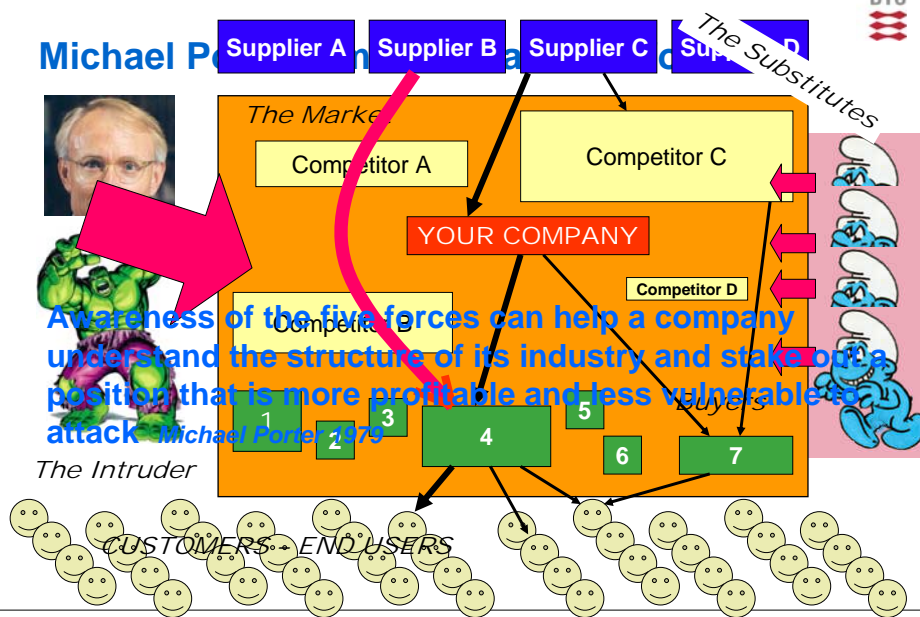 Michael P
Supplier A
Supplier B
Supplier C
The Substitutes
The Market
Competitor A
Competitor C
YOUR COMPANY
Competitor D
Competitor B
Awareness of the five forces can help a company
understand the structure of its industry and stake out a
position that is more profitable and less vulnerable to
attack Michael Porter 1979
Buyers
1
2
3
4
5
6
7
The Intruder
CUSTOMERS - END USERS